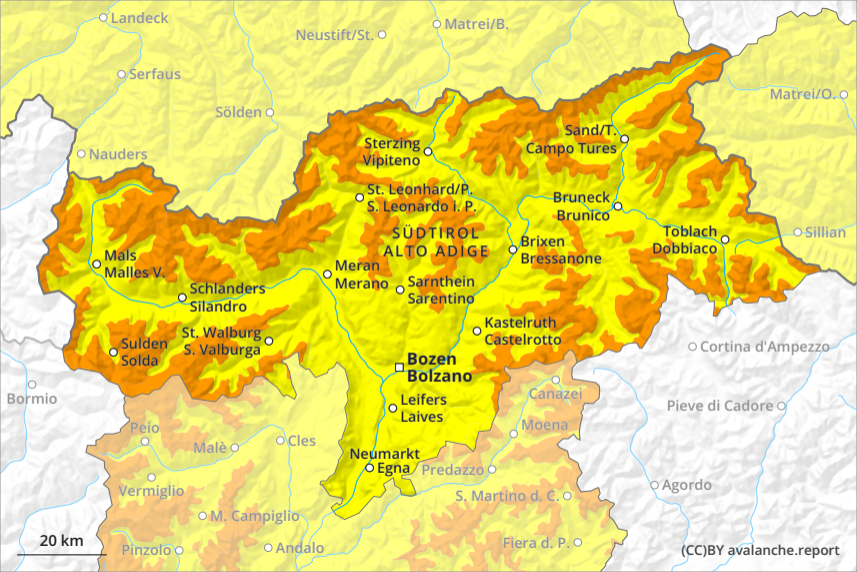 Landeck
Matrei/B.
Neustift/St.
Serfaus
Matrei/O.
Sölden
Sand/T.
Campo Tures
Sterzing
Vipiteno
Nauders
St. Leonhard/P.
S. Leonardo i. P.
Bruneck
Brunico
SÜDTIROL
ALTO ADIGE
Toblach
Dobbiaco
Sillian
Brixen
Bressanone
Mals
Malles V.
Meran
Merano
Sarnthein
Sarentino
Schlanders
Silandro
Kastelruth
Castelrotto
St. Walburg
S. Valburga
Sulden
Solda
Cortina d'Ampezzo
Bozen
Bolzano
Bormio
Canazei
Leifers
Laives
Pieve di Cadore
Peio
Moena
Cles
Malè
Neumarkt
Egna
Predazzo
Vermiglio
Agordo
S. Martino d. C.
M. Campiglio
20 km
Pinzolo
Andalo
Fiera d. P.
(CC)BY avalanche.report